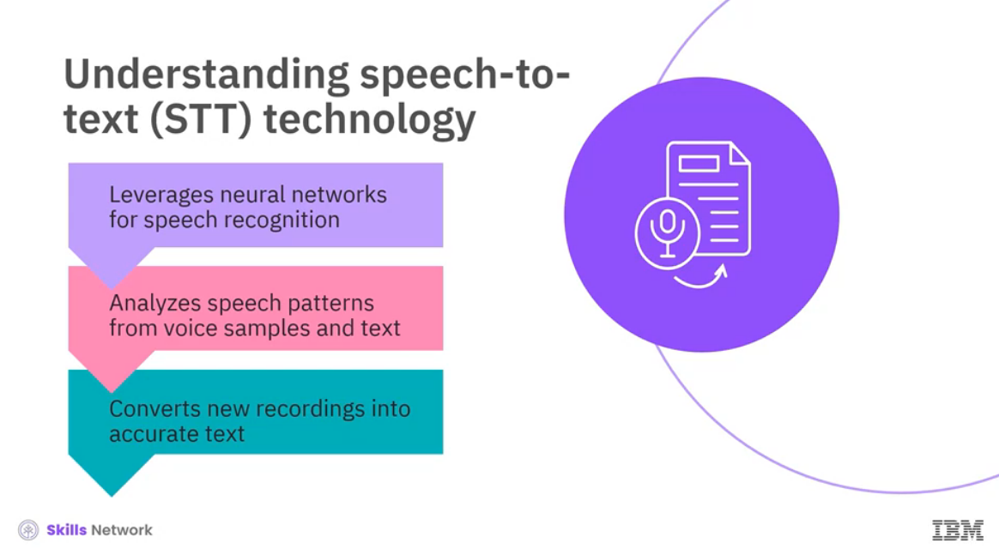 Understanding speech-to-
text (STT) technology
Leverages neural networks
for speech recognition
Analyzes speech patterns
from voice samples and text
Converts new recordings into
accurate text
Skills Network
IBM